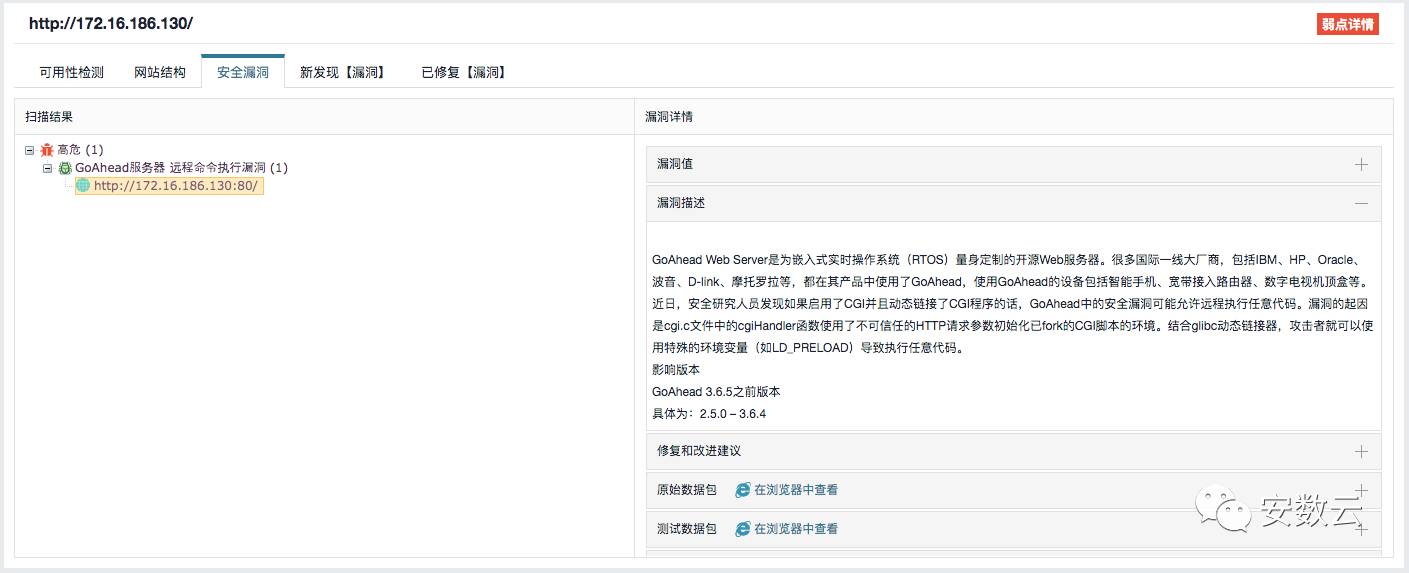 http://172.16.186.130/
弱点详情
可用性检测 网站结构 安全漏洞 新发现【漏洞】 已修复【漏洞】
扫描结果
高危 (1)
GoAhead服务器 远程命令执行漏洞 (1)
http://172.16.186.130:80/
漏洞详情
漏洞值
漏洞描述
GoAhead Web Server是为嵌入式实时操作系统（RTOS）量身定制的开源Web服务器。很多国际一线大厂商，包括IBM、HP、Oracle、
波音、D-link、摩托罗拉等，都在其产品中使用了GoAhead，使用GoAhead的设备包括智能手机、宽带接入路由器、数字电视机顶盒等。
近日，安全研究人员发现如果启用了CGI并且动态链接了CGI程序的话，GoAhead中的安全漏洞可能允许远程执行任意代码。漏洞的起因
是cgi.c文件中的cgiHandler函数使用了不可信任的HTTP请求参数初始化已fork的CGI脚本的环境。结合glibc动态链接器，攻击者就可以使
用特殊的环境变量（如LD_PRELOAD）导致执行任意代码。
影响版本
GoAhead 3.6.5之前版本
具体为：2.5.0 – 3.6.4
修复和改进建议
原始数据包 在浏览器中查看
测试数据包 在浏览器中查看
安数云